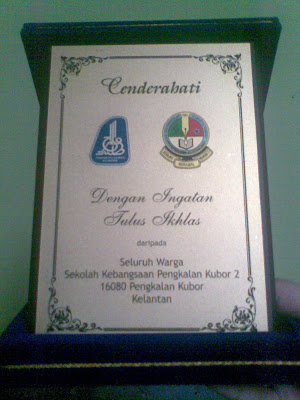 Cenderahati
Dengan Ingatan
Tulus Ikhlas
daripada
Seluruh Warga
Sekolah Kebangsaan Pengkalan Kubor 2
16080 Pengkalan Kubor
Kelantan